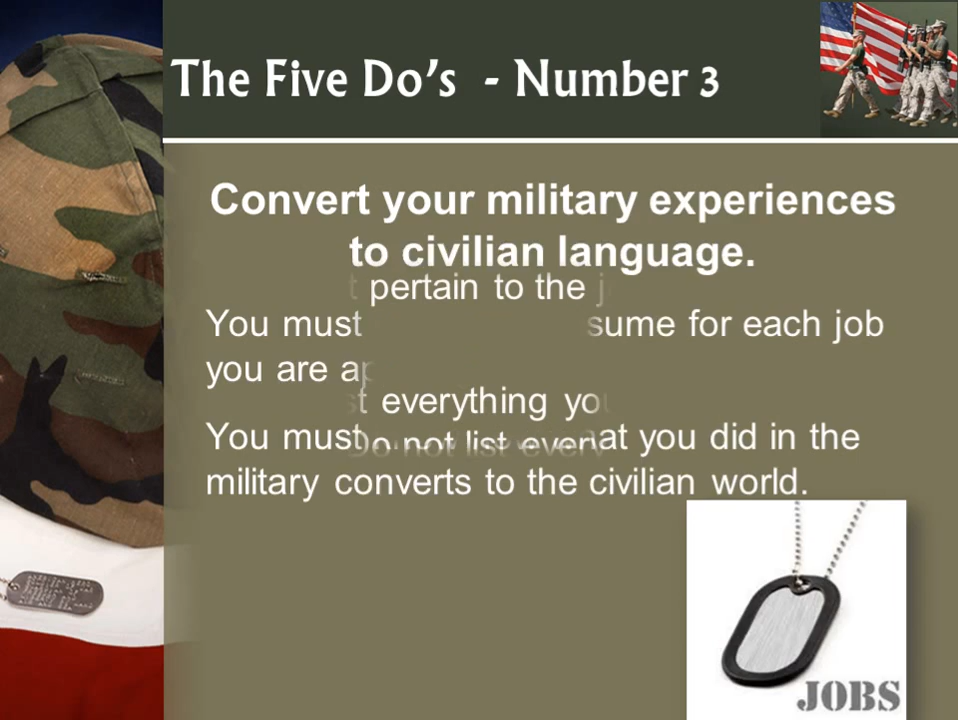 The Five Do's - Number 3
Convert your military experiences
to civilian language.
pertain to the
You must sume for each job
you are
everything
You must at you did in the
Do not list
military converts to the civilian world.
JOBS